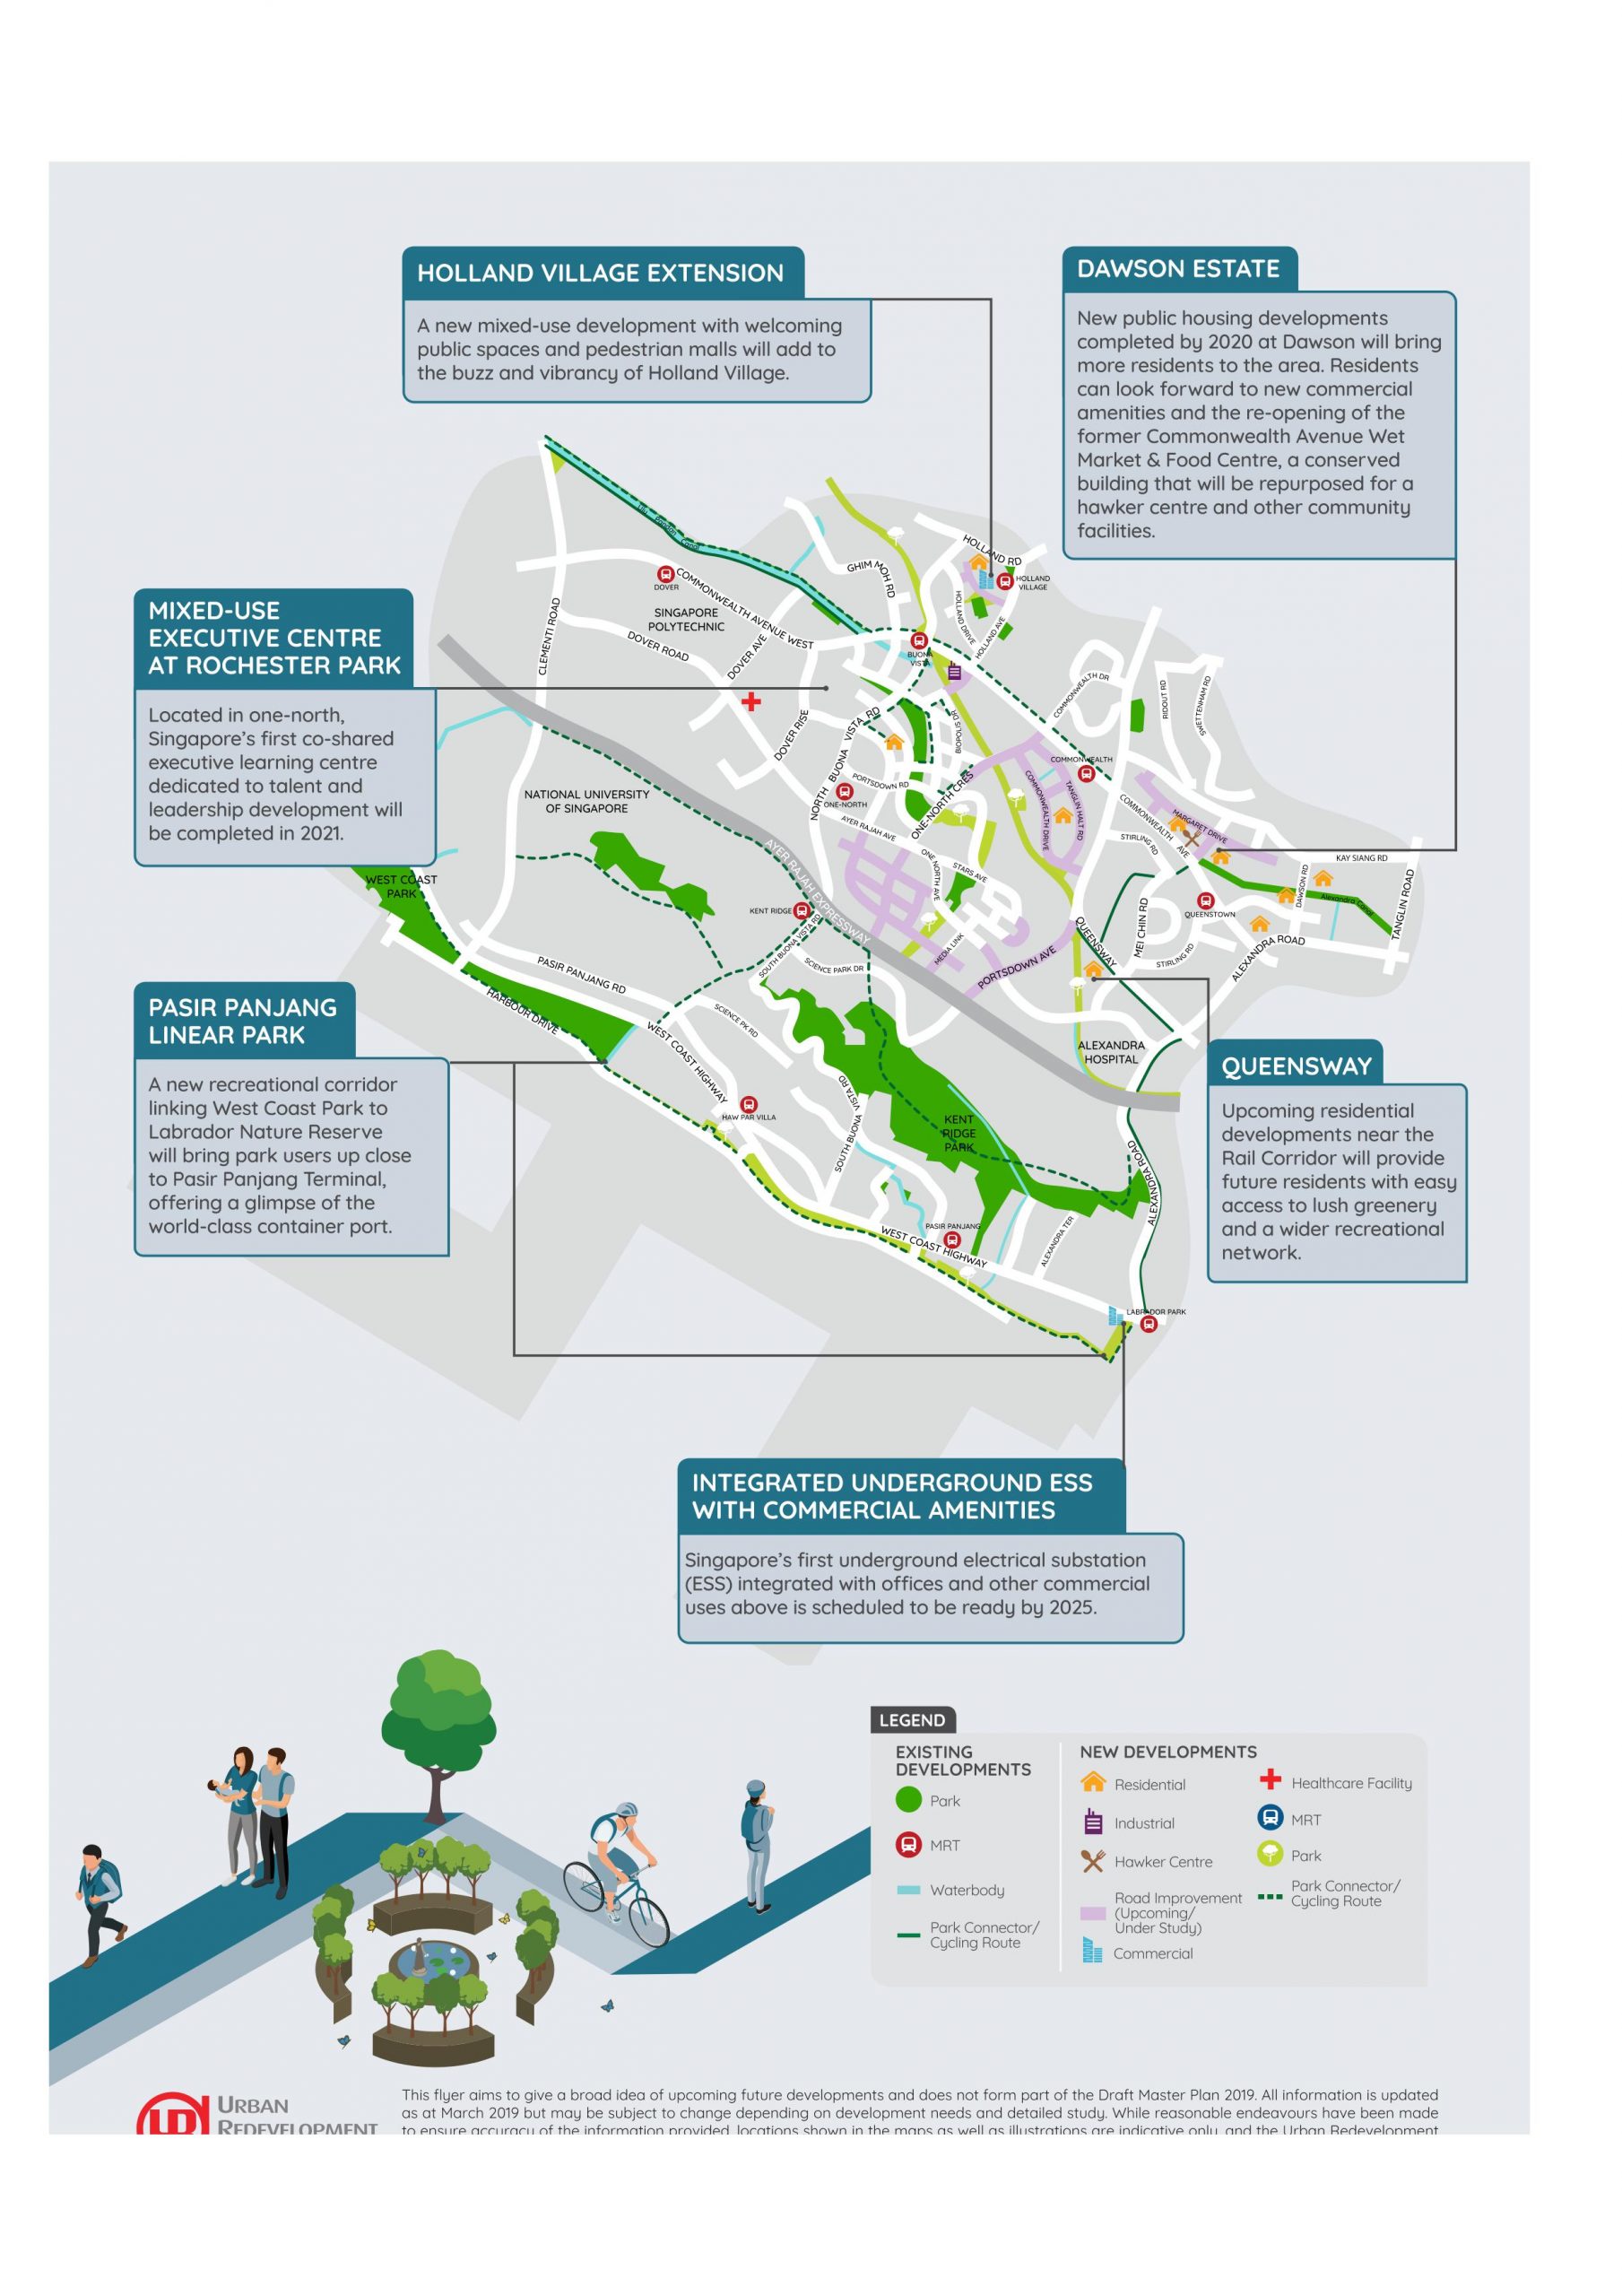 HOLLAND VILLAGE EXTENSION
A new mixed-use development with welcoming
public spaces and pedestrian malls will add to
the buzz and vibrancy of Holland Village.
DAWSON ESTATE
New public housing developments
completed by 2020 at Dawson will bring
more residents to the area. Residents
can look forward to new commercial
amenities and the re-opening of the
former Commonwealth Avenue Wet
Market & Food Centre, a conserved
building that will be repurposed for a
hawker centre and other community
facilities.
MIXED-USE
EXECUTIVE CENTRE
AT ROCHESTER PARK
Located in one-north,
Singapore's first co-shared
executive learning centre
dedicated to talent and
leadership development will
be completed in 2021.
PASIR PANJANG
LINEAR PARK
A new recreational corridor
linking West Coast Park to
Labrador Nature Reserve
will bring park users up close
to Pasir Panjang Terminal,
offering a glimpse of the
world-class container port.
QUEENSWAY
Upcoming residential
developments near the
Rail Corridor will provide
future residents with easy
access to lush greenery
and a wider recreational
network.
INTEGRATED UNDERGROUND ESS
WITH COMMERCIAL AMENITIES
Singapore's first underground electrical substation
(ESS) integrated with offices and other commercial
uses above is scheduled to be ready by 2025.
HOLLAND RD
HOLLAND
VILLAGE
GHIM MOH RD
HOLLAND DRIVE
HOLLAND AVE
DOVER
COMMONWEALTH AVENUE WEST
SINGAPORE
POLYTECHNIC
CLEMENTI ROAD
DOVER ROAD
DOVER AVE
BUONA
VISTA
COMMONWEALTH DR
RIDOUT RD
SWETTENHAM RD
DOVER RISE
NORTH BUONA VISTA RD
BIOPOLIS DR
COMMONWEALTH
NATIONAL UNIVERSITY
OF SINGAPORE
PORTSDOWN RD
ONE-NORTH
ONE-NORTH CRES
AYER RAJAH AVE
COMMONWEALTH DRIVE
TANGLIN HALT RD
COMMONWEALTH AVE
MARGARET DRIVE
STIRLING RD
KAY SIANG RD
AYER RAJAH EXPRESSWAY
ONE NORTH AVE
STARS AVE
DAWSON RD
Alexandra Canal
TANGLIN ROAD
WEST COAST
PARK
KENT RIDGE
QUEENSTOWN
MEI CHIN RD
QUEENSWAY
SOUTH BUONA VISTA RD
MEDIA LINK
PORTSDOWN AVE
STIRLING RD
ALEXANDRA ROAD
PASIR PANJANG RD
SCIENCE PARK DR
HARBOUR DRIVE
SCIENCE PK RD
WEST COAST HIGHWAY
ALEXANDRA
HOSPITAL
HAW PAR VILLA
SOUTH BUONA VISTA RD
KENT
RIDGE
PARK
ALEXANDRA ROAD
PASIR PANJANG
WEST COAST HIGHWAY
ALEXANDRA TER
LABRADOR PARK
LEGEND
EXISTING
DEVELOPMENTS
Park
MRT
Waterbody
Park Connector/
Cycling Route
NEW DEVELOPMENTS
Residential
Industrial
Hawker Centre
Road Improvement
(Upcoming/
Under Study)
Commercial
Healthcare Facility
MRT
Park
Park Connector/
Cycling Route
URBAN
REDEVELOPMENT
This flyer aims to give a broad idea of upcoming future developments and does not form part of the Draft Master Plan 2019. All information is updated
as at March 2019 but may be subject to change depending on development needs and detailed study. While reasonable endeavours have been made
to ensure accuracy of the information provided, locations shown in the maps as well as illustrations are indicative only, and the Urban Redevelopment